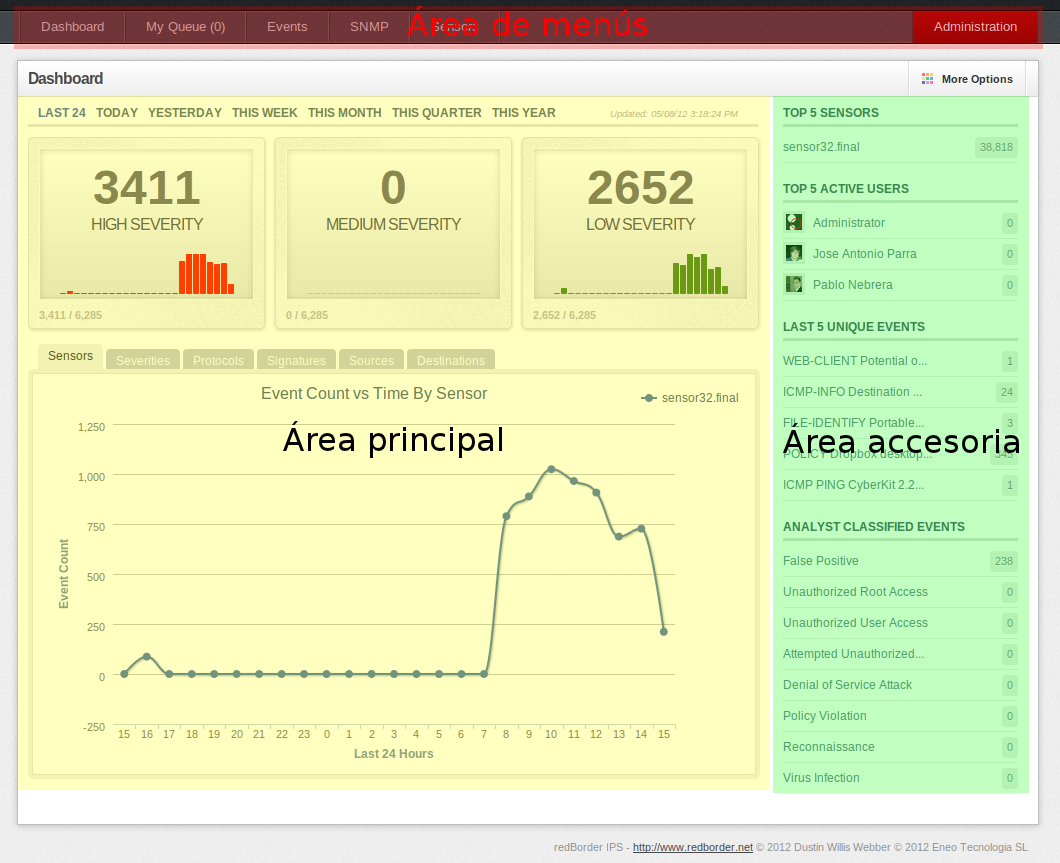 Dashboard My Queue (0) Events SNMP Sensors Administration
Área de menús
Dashboard More Options
LAST 24 TODAY YESTERDAY THIS WEEK THIS MONTH THIS QUARTER THIS YEAR Updated: 05/08/12 3:18:24 PM
3411 0 2652
HIGH SEVERITY MEDIUM SEVERITY LOW SEVERITY
3,411 / 6,285 0 / 6,285 2,652 / 6,285
Sensors Severities Protocols Signatures Sources Destinations
Event Count vs Time By Sensor
sensor32.final
Área principal
Event Count
1,250
1,000
750
500
250
0
-250
15 16 17 18 19 20 21 22 23 0 1 2 3 4 5 6 7 8 9 10 11 12 13 14 15
Last 24 Hours
TOP 5 SENSORS
sensor32.final 38,818
TOP 5 ACTIVE USERS
Administrator 0
Jose Antonio Parra 0
Pablo Nebrera 0
LAST 5 UNIQUE EVENTS
WEB-CLIENT Potential o... 1
ICMP-INFO Destination ... 24
FILE-IDENTIFY Portable... 3
Área accesoria
POLICY Dropbox desktop... 345
ICMP PING CyberKit 2.2... 1
ANALYST CLASSIFIED EVENTS
False Positive 238
Unauthorized Root Access 0
Unauthorized User Access 0
Attempted Unauthorized... 0
Denial of Service Attack 0
Policy Violation 0
Reconnaissance 0
Virus Infection 0
redBorder IPS - http://www.redborder.net © 2012 Dustin Willis Webber © 2012 Eneo Tecnologia SL